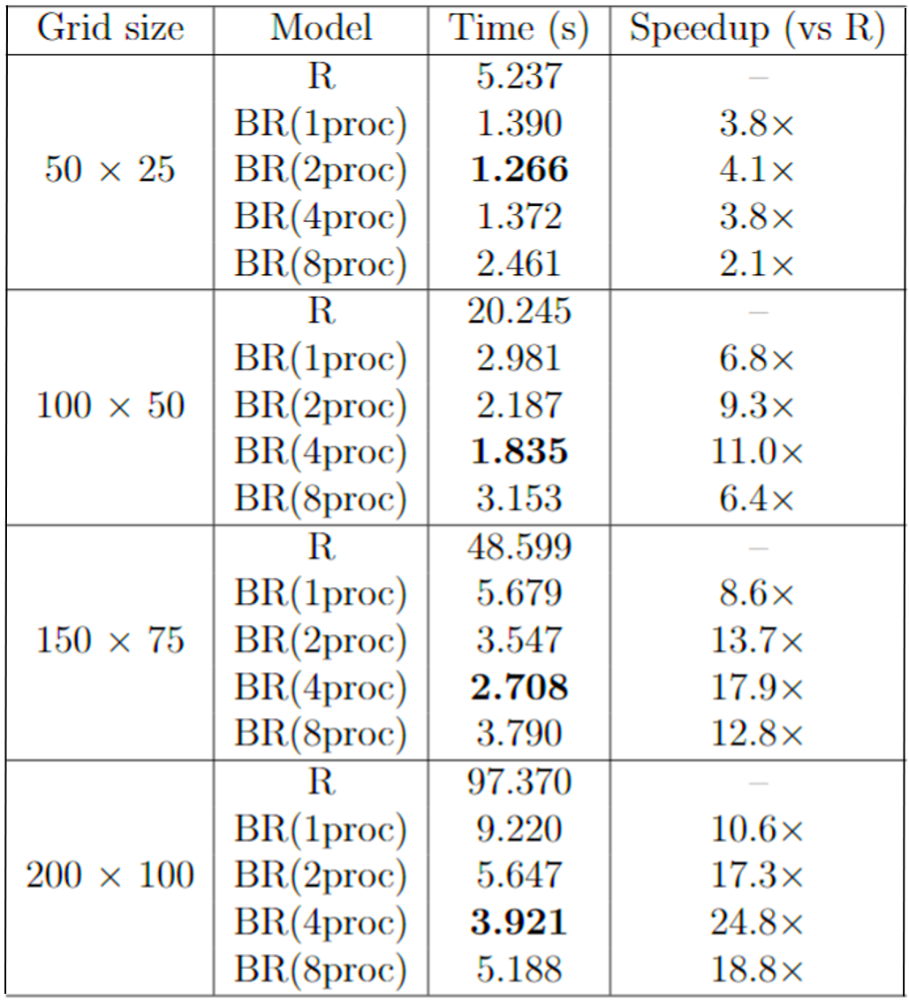 Grid size Model Time (s) Speedup (vs R)
R 5.237 –
BR(1proc) 1.390 3.8×
50 × 25 BR(2proc) 1.266 4.1×
BR(4proc) 1.372 3.8×
BR(8proc) 2.461 2.1×
R 20.245 –
BR(1proc) 2.981 6.8×
100 × 50 BR(2proc) 2.187 9.3×
BR(4proc) 1.835 11.0×
BR(8proc) 3.153 6.4×
R 48.599 –
BR(1proc) 5.679 8.6×
150 × 75 BR(2proc) 3.547 13.7×
BR(4proc) 2.708 17.9×
BR(8proc) 3.790 12.8×
R 97.370 –
BR(1proc) 9.220 10.6×
200 × 100 BR(2proc) 5.647 17.3×
BR(4proc) 3.921 24.8×
BR(8proc) 5.188 18.8×